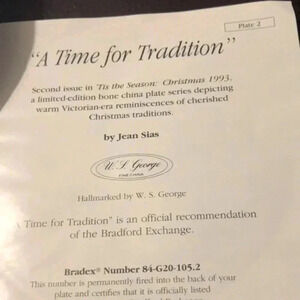 Plate 2
"A Time for Tradition"
Second issue in 'Tis the Season: Christmas 1993,
a limited-edition bone china plate series depicting
warm Victorian-era reminiscences of cherished
Christmas traditions.
by Jean Sias
W. S. George
FINE CHINA
Hallmarked by W. S. George
A Time for Tradition" is an official recommendation
of the Bradford Exchange.
Bradex® Number 84-G20-105.2
This number is permanently fired into the back of your
plate and certifies that it is officially listed